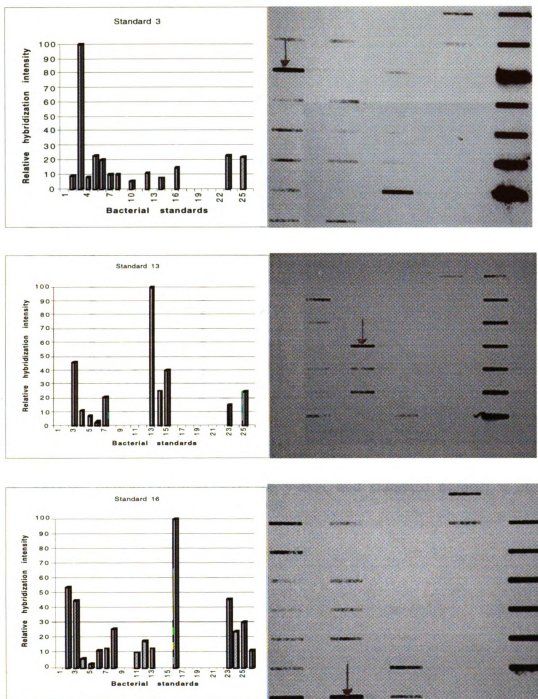 Standard 3
Relative hybridization intensity
100
90
80
70
60
50
40
30
20
10
0
1 4 7 10 13 16 19 22 25
Bacterial standards
Standard 13
Relative hybridization intensity
100
90
80
70
60
50
40
30
20
10
0
1 3 5 7 9 11 13 15 17 19 21 23 25
Bacterial standards
Standard 16
Relative hybridization intensity
100
90
80
70
60
50
40
30
20
10
0
1 3 5 7 9 11 13 15 17 19 21 23 25
Bacterial standards